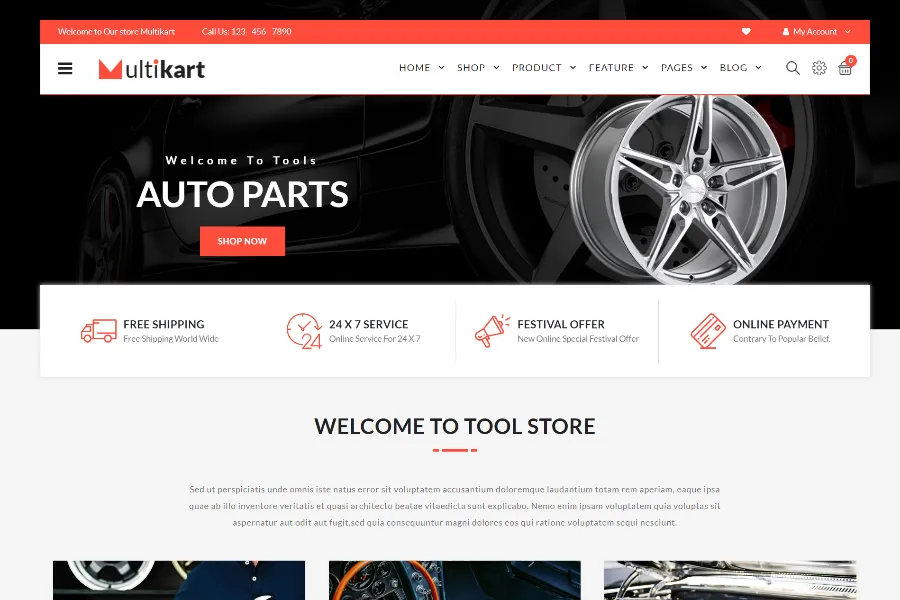 Welcome to Our store Multikart
Call Us: 123 - 456 - 7890
My Account
Multikart
HOME
SHOP
PRODUCT
FEATURE
PAGES
BLOG
0
Welcome To Tools
AUTO PARTS
SHOP NOW
FREE SHIPPING
Free Shipping World Wide
24
24 X 7 SERVICE
Online Service For 24 X 7
FESTIVAL OFFER
New Online Special Festival Offer
ONLINE PAYMENT
Contrary To Popular Belief.
WELCOME TO TOOL STORE
Sed ut perspiciatis unde omnis iste natus error sit voluptatem accusantium doloremque laudantium totam rem aperiam, eaque ipsa
quae ab illo inventore veritatis et quasi architecto beatae vitaedicta sunt explicabo. Nemo enim ipsam voluptatem quia voluptas sit
aspernatur aut odit aut fugit,sed quia consequuntur magni dolores eos qui ratione voluptatem sequi nesciunt.